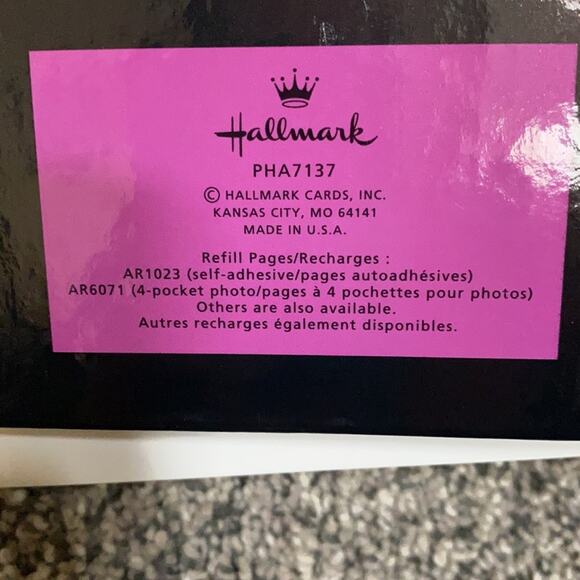 Hallmark
PHA7137
© HALLMARK CARDS, INC.
KANSAS CITY, MO 64141
MADE IN U.S.A.
Refill Pages/Recharges :
AR1023 (self-adhesive/pages autoadhésives)
AR6071 (4-pocket photo/pages à 4 pochettes pour photos)
Others are also available.
Autres recharges également disponibles.